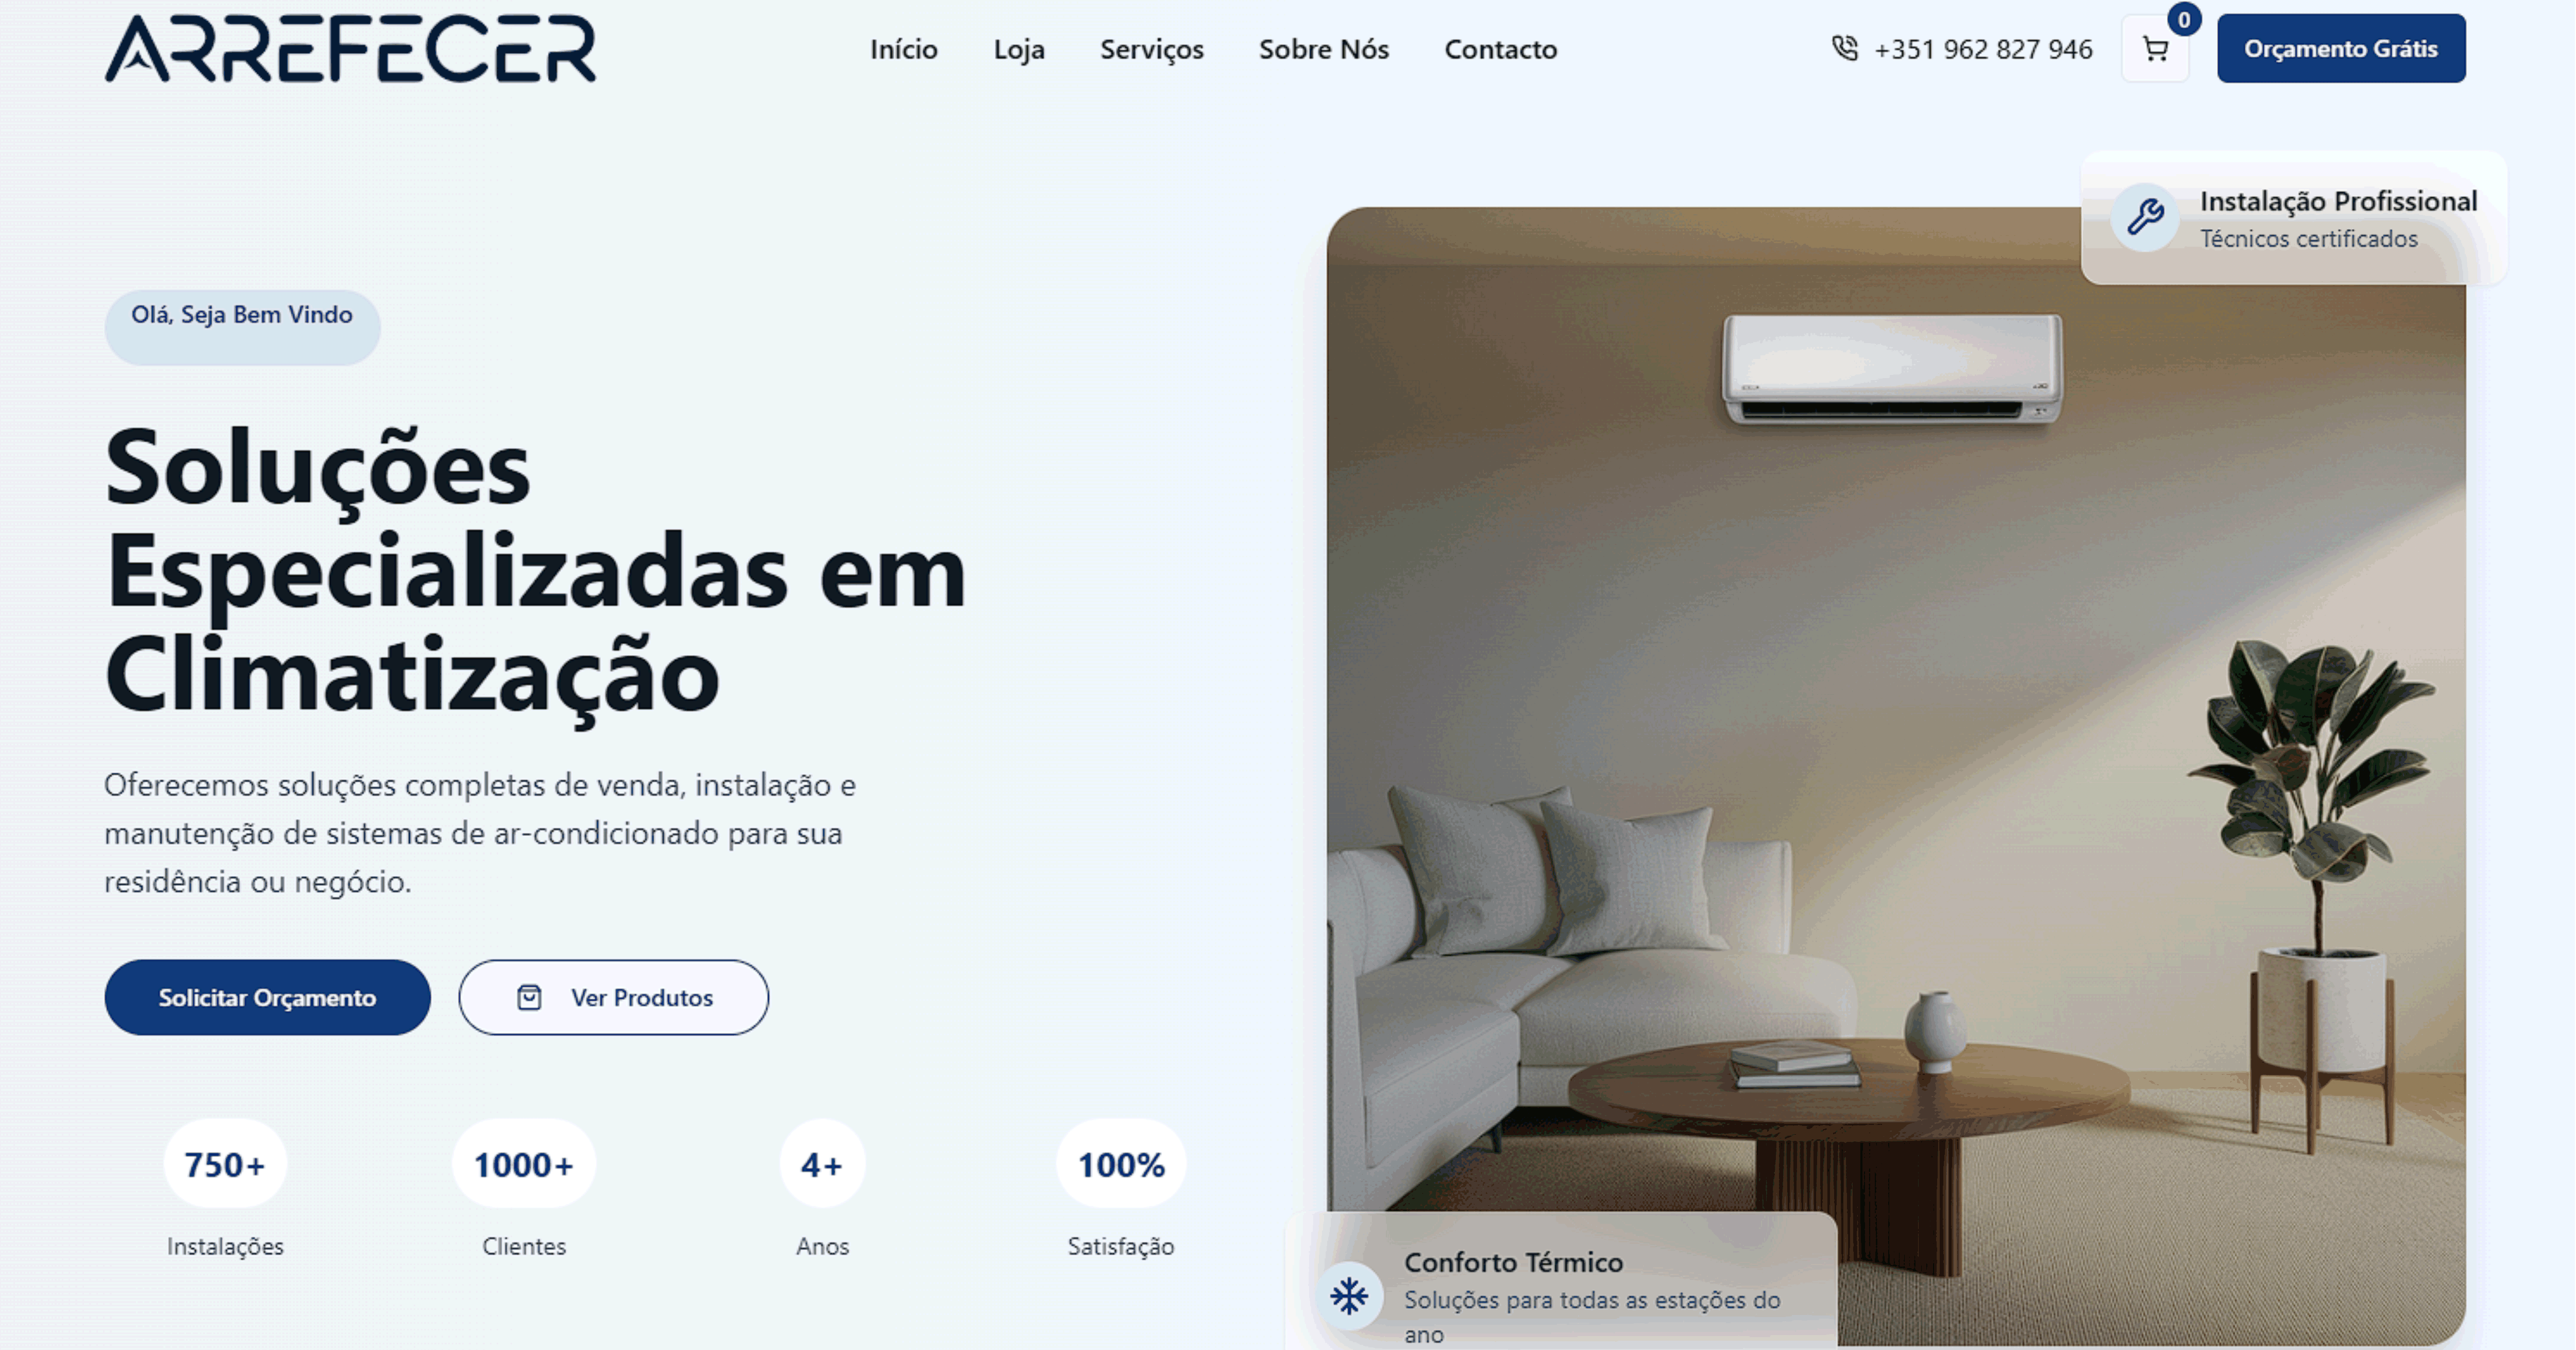 ARREFECER
Início
Loja
Serviços
Sobre Nós
Contacto
+351 962 827 946
0
Orçamento Grátis
Instalação Profissional
Técnicos certificados
Olá, Seja Bem Vindo
Soluções
Especializadas em
Climatização
Oferecemos soluções completas de venda, instalação e
manutenção de sistemas de ar-condicionado para sua
residência ou negócio.
Solicitar Orçamento
Ver Produtos
750+
Instalações
1000+
Clientes
4+
Anos
100%
Satisfação
Conforto Térmico
Soluções para todas as estações do
ano